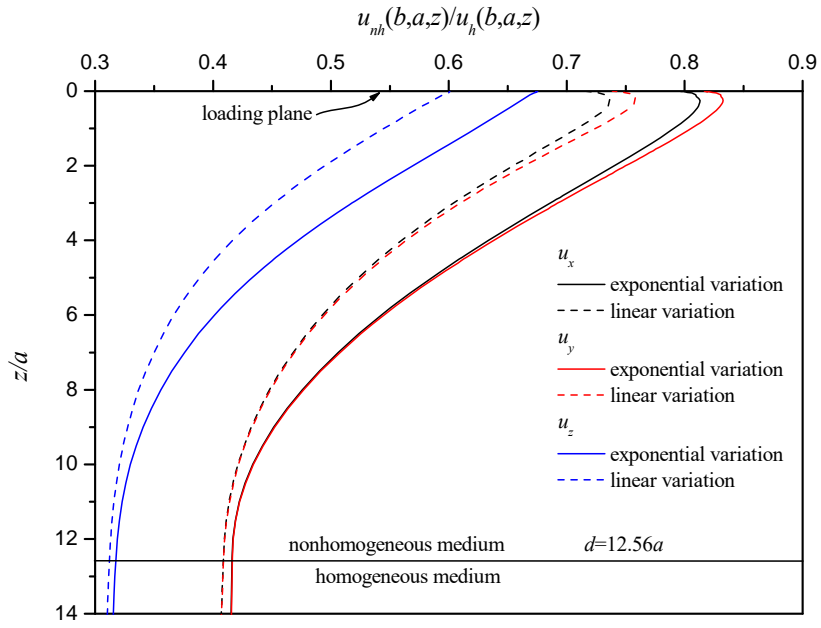 u_nh(b,a,z)/u_h(b,a,z)
0.3 0.4 0.5 0.6 0.7 0.8 0.9
0
loading plane
2
4
u_x
exponential variation
linear variation
6
z/a
u_y
exponential variation
linear variation
8
u_z
exponential variation
10
linear variation
12
nonhomogeneous medium d=12.56a
homogeneous medium
14